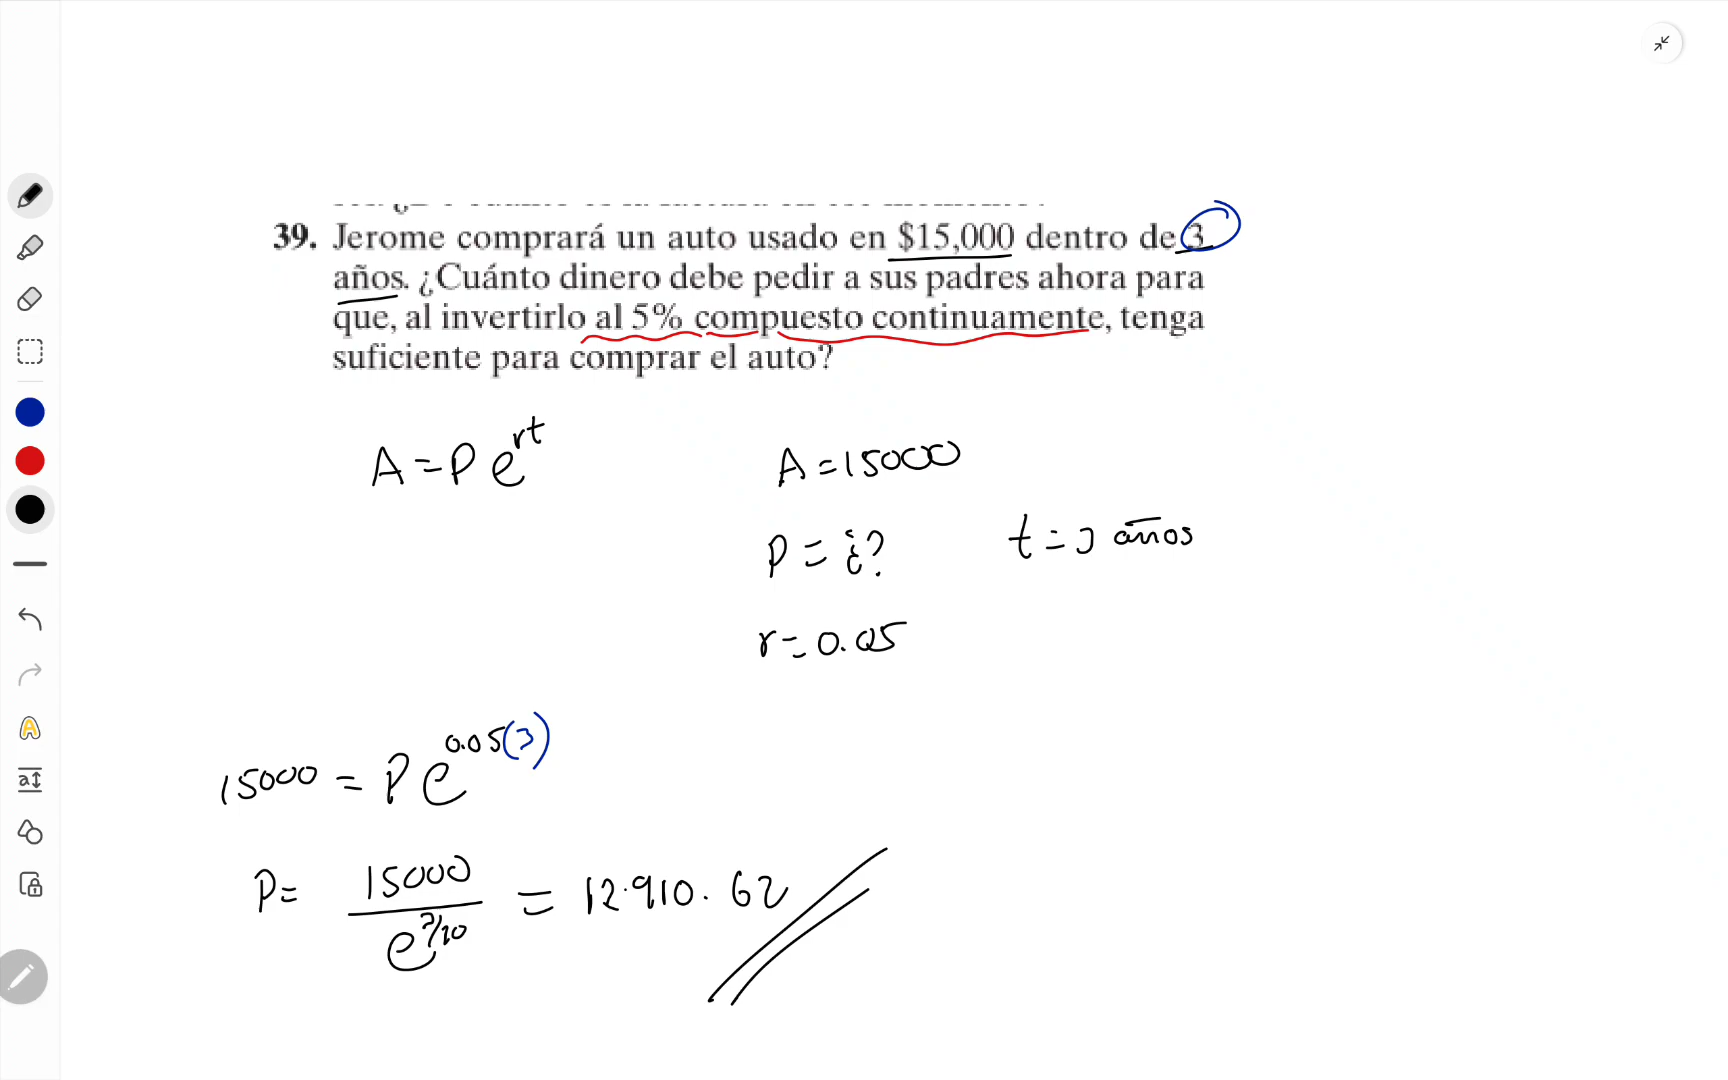 39. Jerome comprará un auto usado en $15,000 dentro de 3
años. ¿Cuánto dinero debe pedir a sus padres ahora para
que, al invertirlo al 5% compuesto continuamente, tenga
suficiente para comprar el auto?
A = P e^rt
A = 15000
P = ¿?
t = 3 años
r = 0.05
15000 = P e^0.05(3)
P = 15000 / e^3/20 = 12.910.62